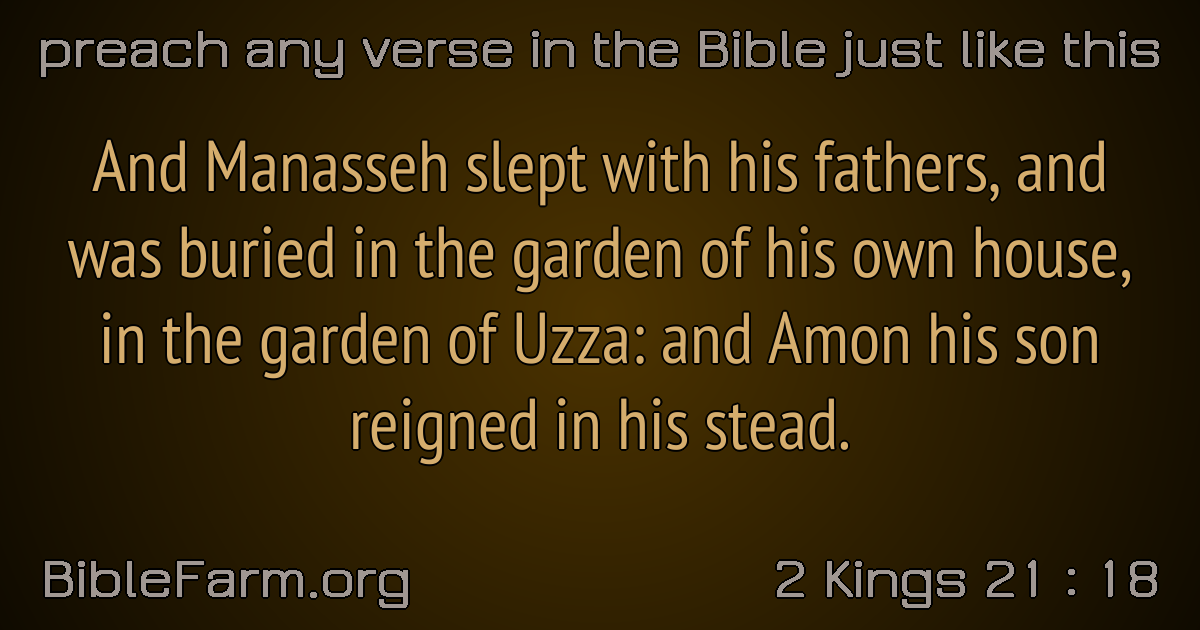 preach any verse in the Bible just like this
And Manasseh slept with his fathers, and
was buried in the garden of his own house,
in the garden of Uzza: and Amon his son
reigned in his stead.
BibleFarm.org
2 Kings 21 : 18